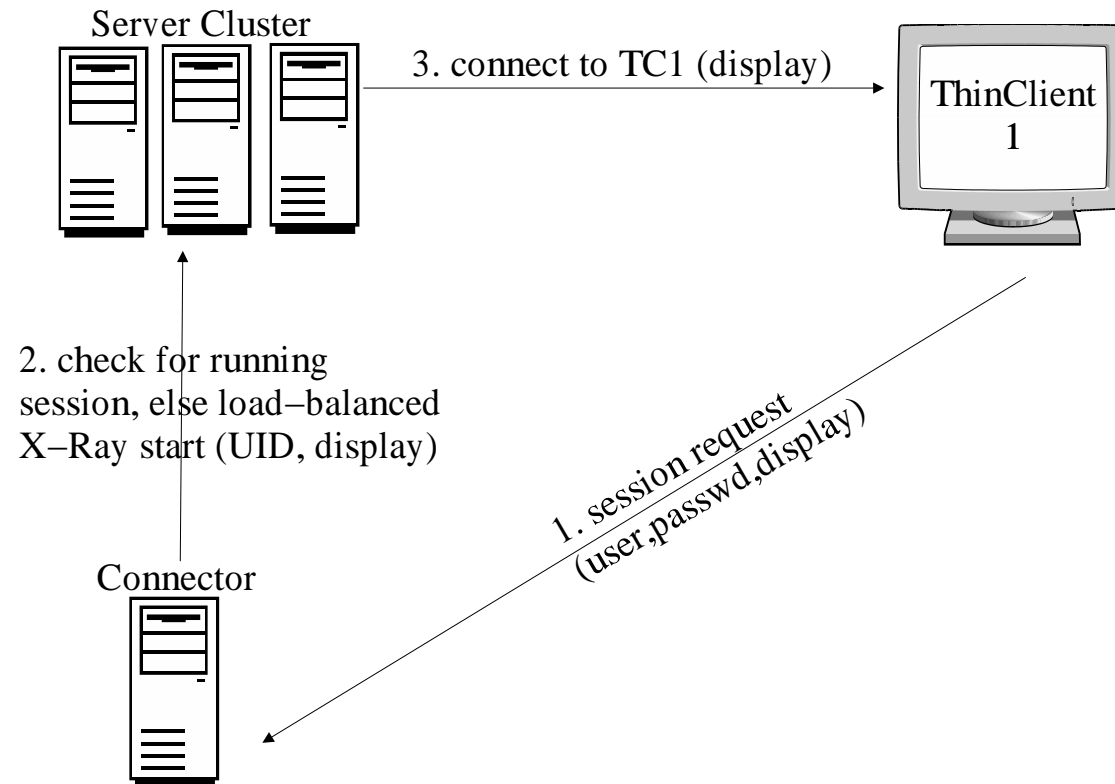 Server Cluster
3. connect to TC1 (display)
ThinClient
1
2. check for running
session, else load−balanced
X−Ray start (UID, display)
1. session request
(user,passwd,display)
Connector